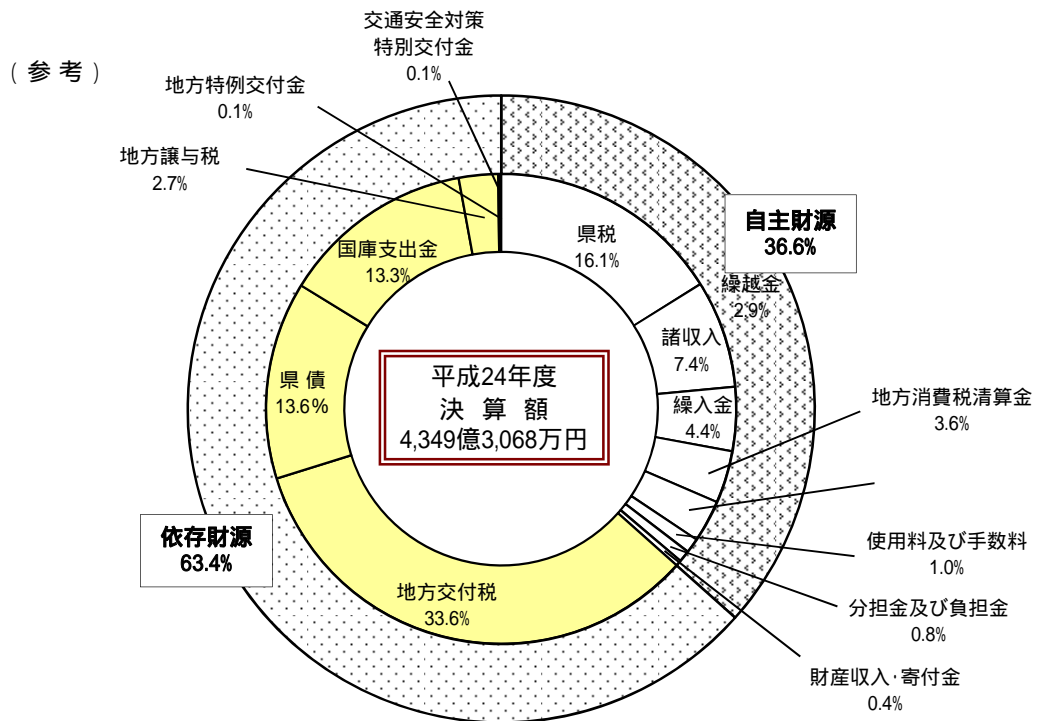 (参考)
交通安全対策
特別交付金
0.1%
地方特例交付金
0.1%
地方譲与税
2.7%
国庫支出金
13.3%
県債
13.6%
地方交付税
33.6%
依存財源
63.4%
平成24年度
決算額
4,349億3,068万円
県税
16.1%
自主財源
36.6%
繰越金
2.9%
諸収入
7.4%
繰入金
4.4%
地方消費税清算金
3.6%
使用料及び手数料
1.0%
分担金及び負担金
0.8%
財産収入･寄付金
0.4%